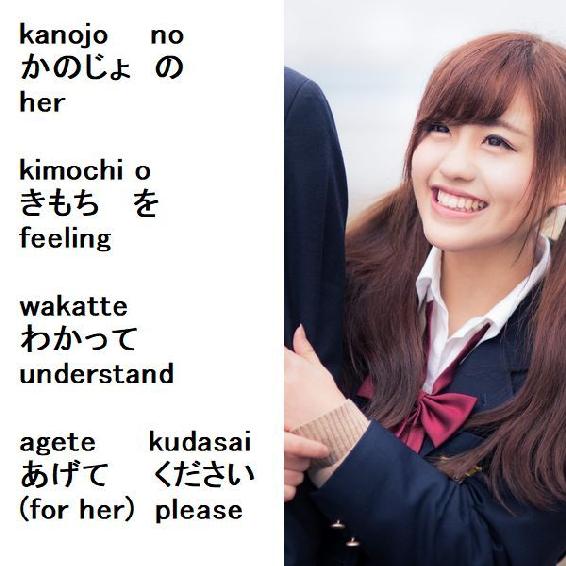 kanojo no
かのじょ の
her
kimochi o
きもち を
feeling
wakatte
わかって
understand
agete kudasai
あげて ください
(for her) please